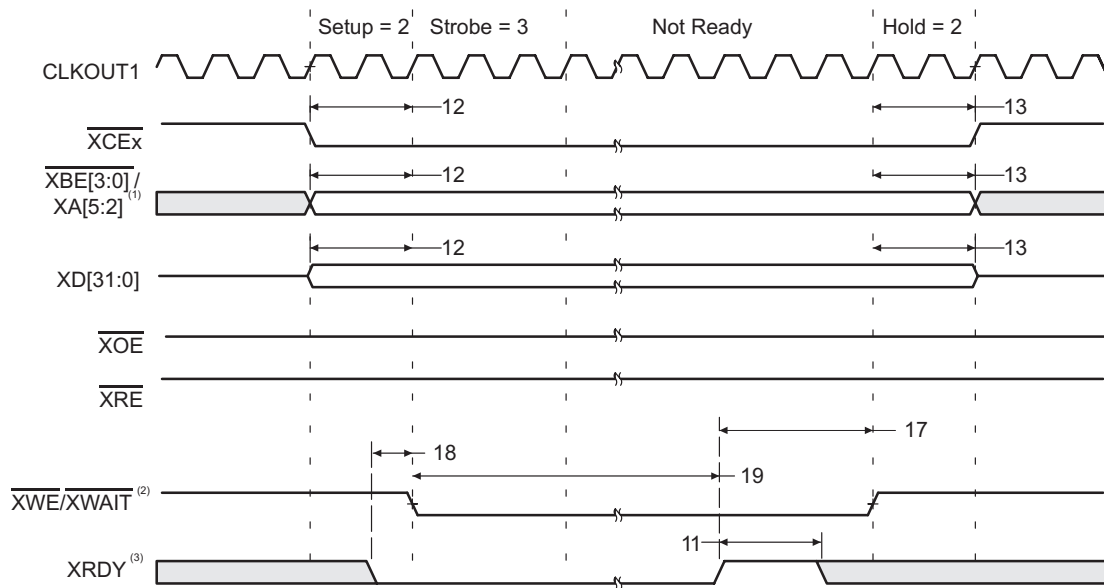 Setup = 2 Strobe = 3 Not Ready Hold = 2
CLKOUT1
12 13
XCEx
XBE[3:0] / 12 13
XA[5:2] (1)
12 13
XD[31:0]
XOE
XRE
17
18
19
XWE/XWAIT (2)
11
XRDY (3)